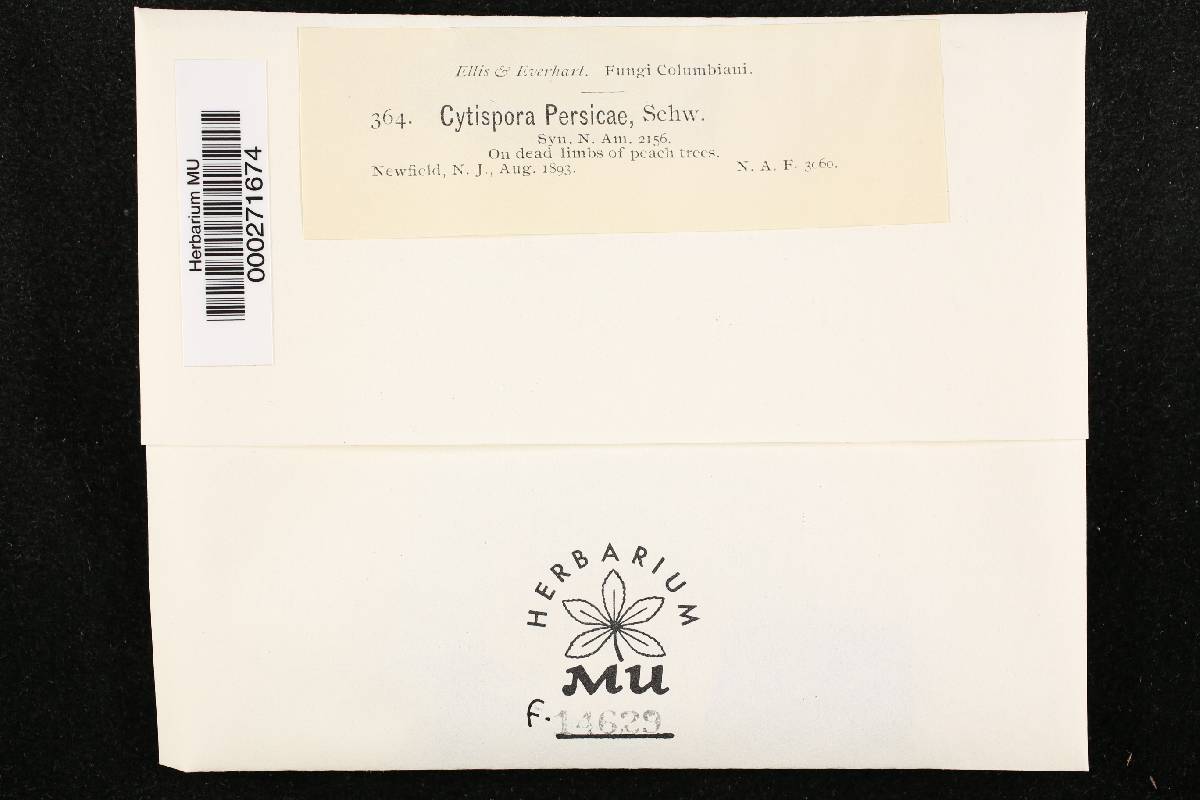 Ellis & Everhart. Fungi Columbiani.
364. Cytispora Persicae, Schw.
Syn. N. Am. 2156.
On dead limbs of peach trees.
Newfield, N. J., Aug. 1893. N. A. F. 3060.
Herbarium MU
000271674
HERBARIUM
MU
F. 14629